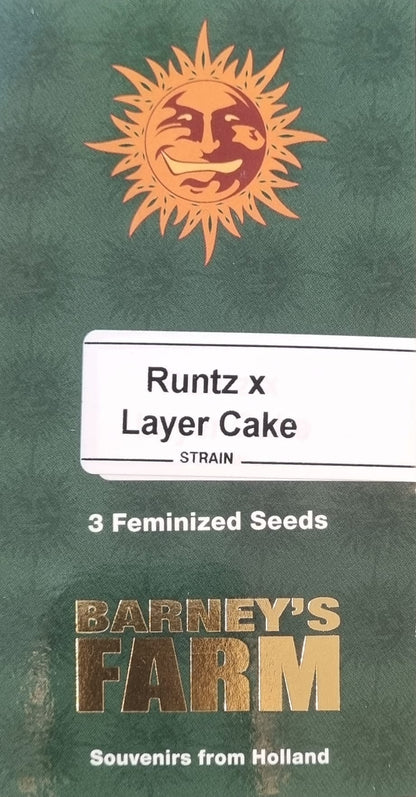 Runtz x
Layer Cake
STRAIN
3 Feminized Seeds
BARNEY'S
FARM
Souvenirs from Holland